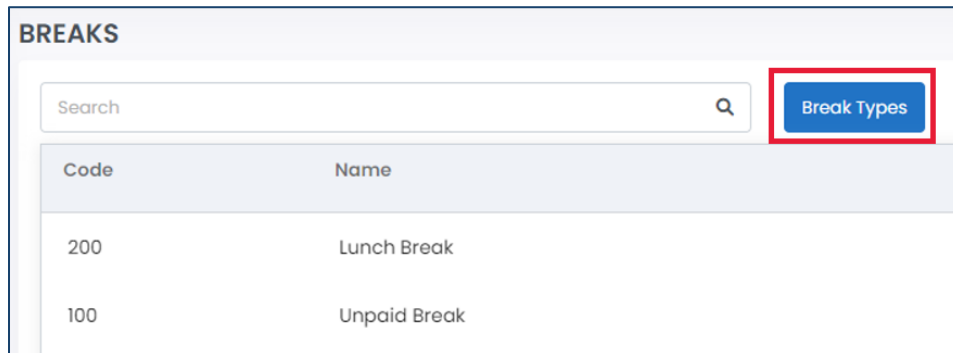 BREAKS
Search Break Types
Code Name
200 Lunch Break
100 Unpaid Break